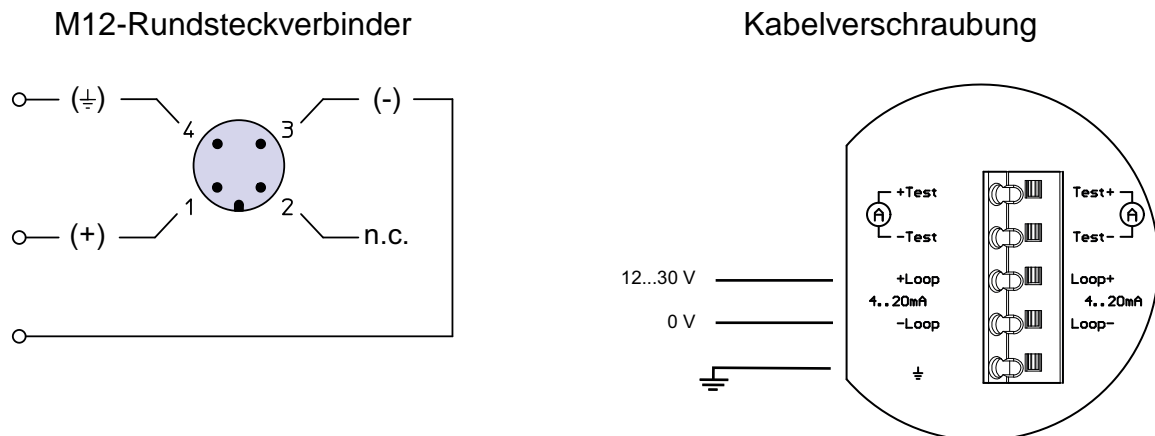 M12-Rundsteckverbinder
(⏚)
(-)
4
3
1
2
(+)
n.c.
Kabelverschraubung
+Test
Test+
A
A
-Test
Test-
12...30 V
+Loop
Loop+
4..20mA
4..20mA
0 V
-Loop
Loop-
⏚